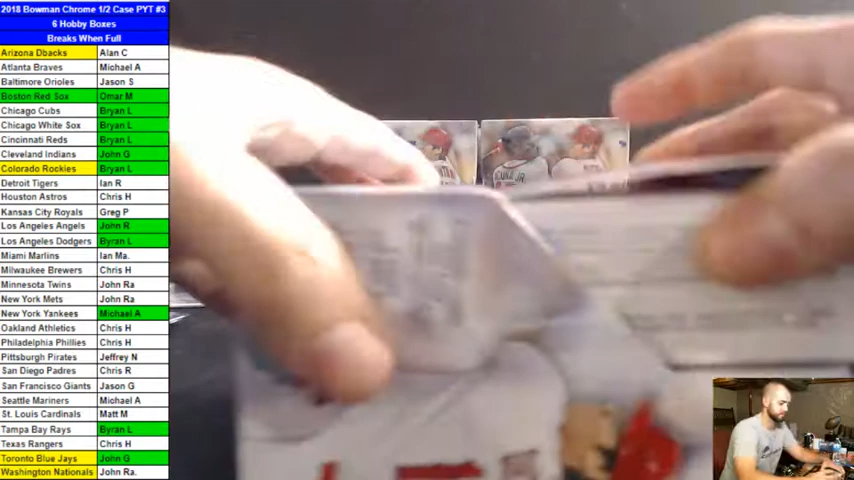 2018 Bowman Chrome 1/2 Case PYT #3
6 Hobby Boxes
Breaks When Full
Arizona Dbacks Alan C
Atlanta Braves Michael A
Baltimore Orioles Jason S
Boston Red Sox Omar M
Chicago Cubs Bryan L
Chicago White Sox Bryan L
Cincinnati Reds Bryan L
Cleveland Indians John G
Colorado Rockies Bryan L
Detroit Tigers Ian R
Houston Astros Chris H
Kansas City Royals Greg P
Los Angeles Angels John R
Los Angeles Dodgers Byran L
Miami Marlins Ian Ma.
Milwaukee Brewers Chris H
Minnesota Twins John Ra
New York Mets John Ra
New York Yankees Michael A
Oakland Athletics Chris H
Philadelphia Phillies Chris H
Pittsburgh Pirates Jeffrey N
San Diego Padres Chris R
San Francisco Giants Jason G
Seattle Mariners Michael A
St. Louis Cardinals Matt M
Tampa Bay Rays Byran L
Texas Rangers Chris H
Toronto Blue Jays John G
Washington Nationals John Ra.